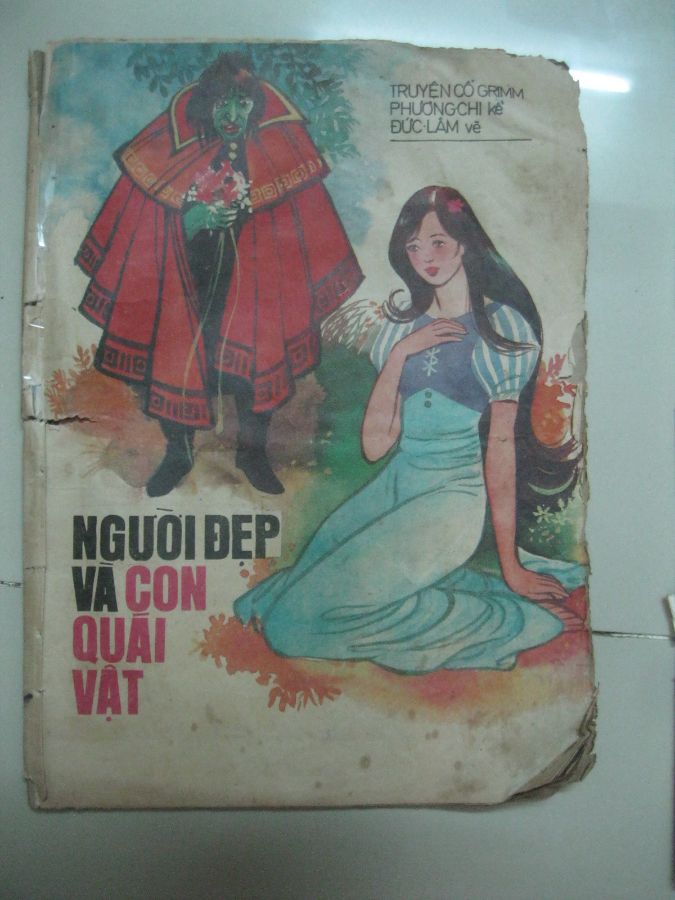 TRUYỆN CỔ GRIMM
PHƯƠNG CHI kể
ĐỨC·LÂM vẽ
NGƯỜI ĐẸP
VÀ CON
QUÁI
VẬT